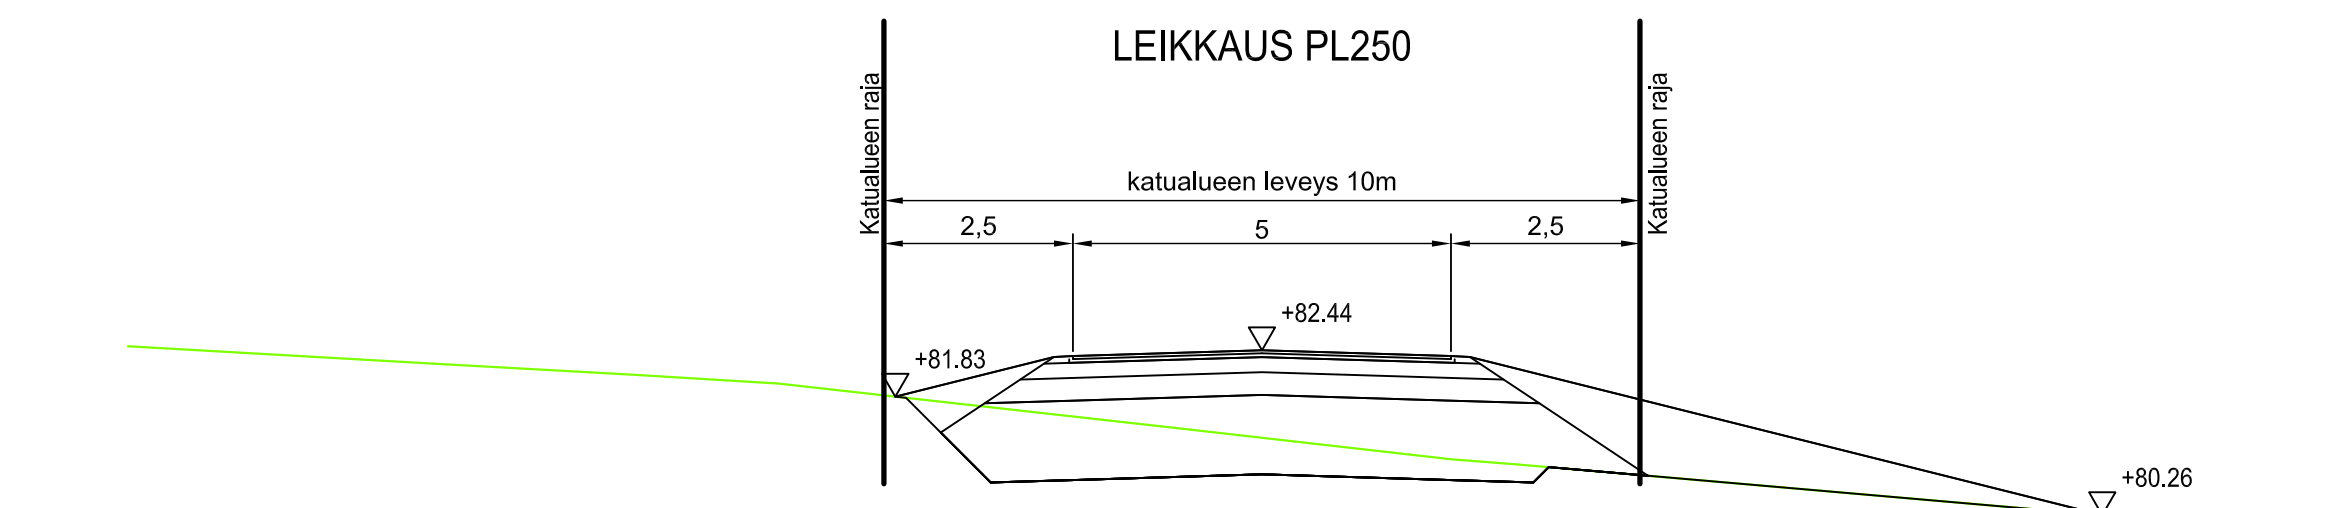 LEIKKAUS PL250
Katualueen raja
Katualueen raja
katualueen leveys 10m
2,5
5
2,5
+82.44
+81.83
+80.26